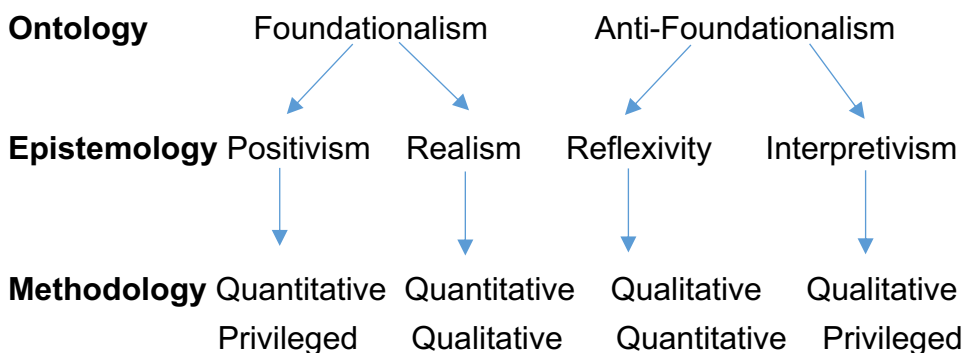 Ontology Foundationalism Anti-Foundationalism
Epistemology Positivism Realism Reflexivity Interpretivism
Methodology Quantitative Quantitative Qualitative Qualitative
Privileged Qualitative Quantitative Privileged